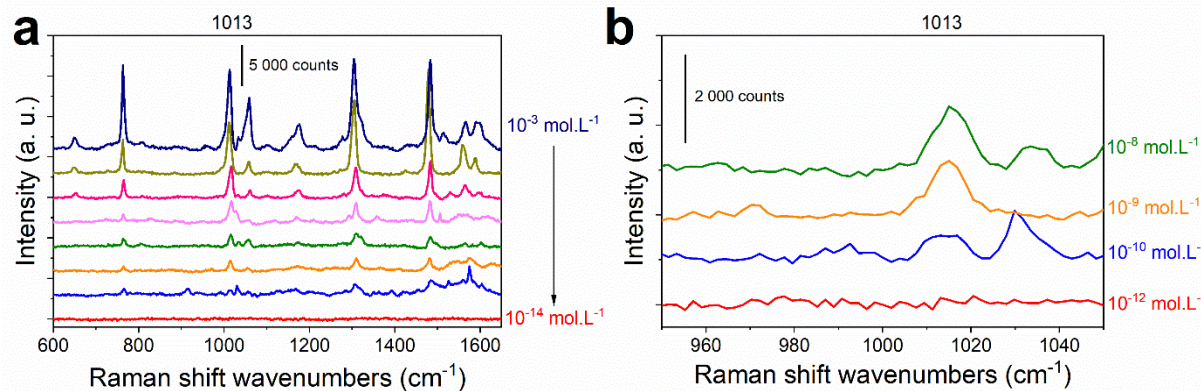 a
1013
5 000 counts
Intensity (a. u.)
10⁻³ mol.L⁻¹
10⁻¹⁴ mol.L⁻¹
600 800 1000 1200 1400 1600
Raman shift wavenumbers (cm⁻¹)
b
1013
2 000 counts
Intensity (a. u.)
10⁻⁸ mol.L⁻¹
10⁻⁹ mol.L⁻¹
10⁻¹⁰ mol.L⁻¹
10⁻¹² mol.L⁻¹
960 980 1000 1020 1040
Raman shift wavenumbers (cm⁻¹)